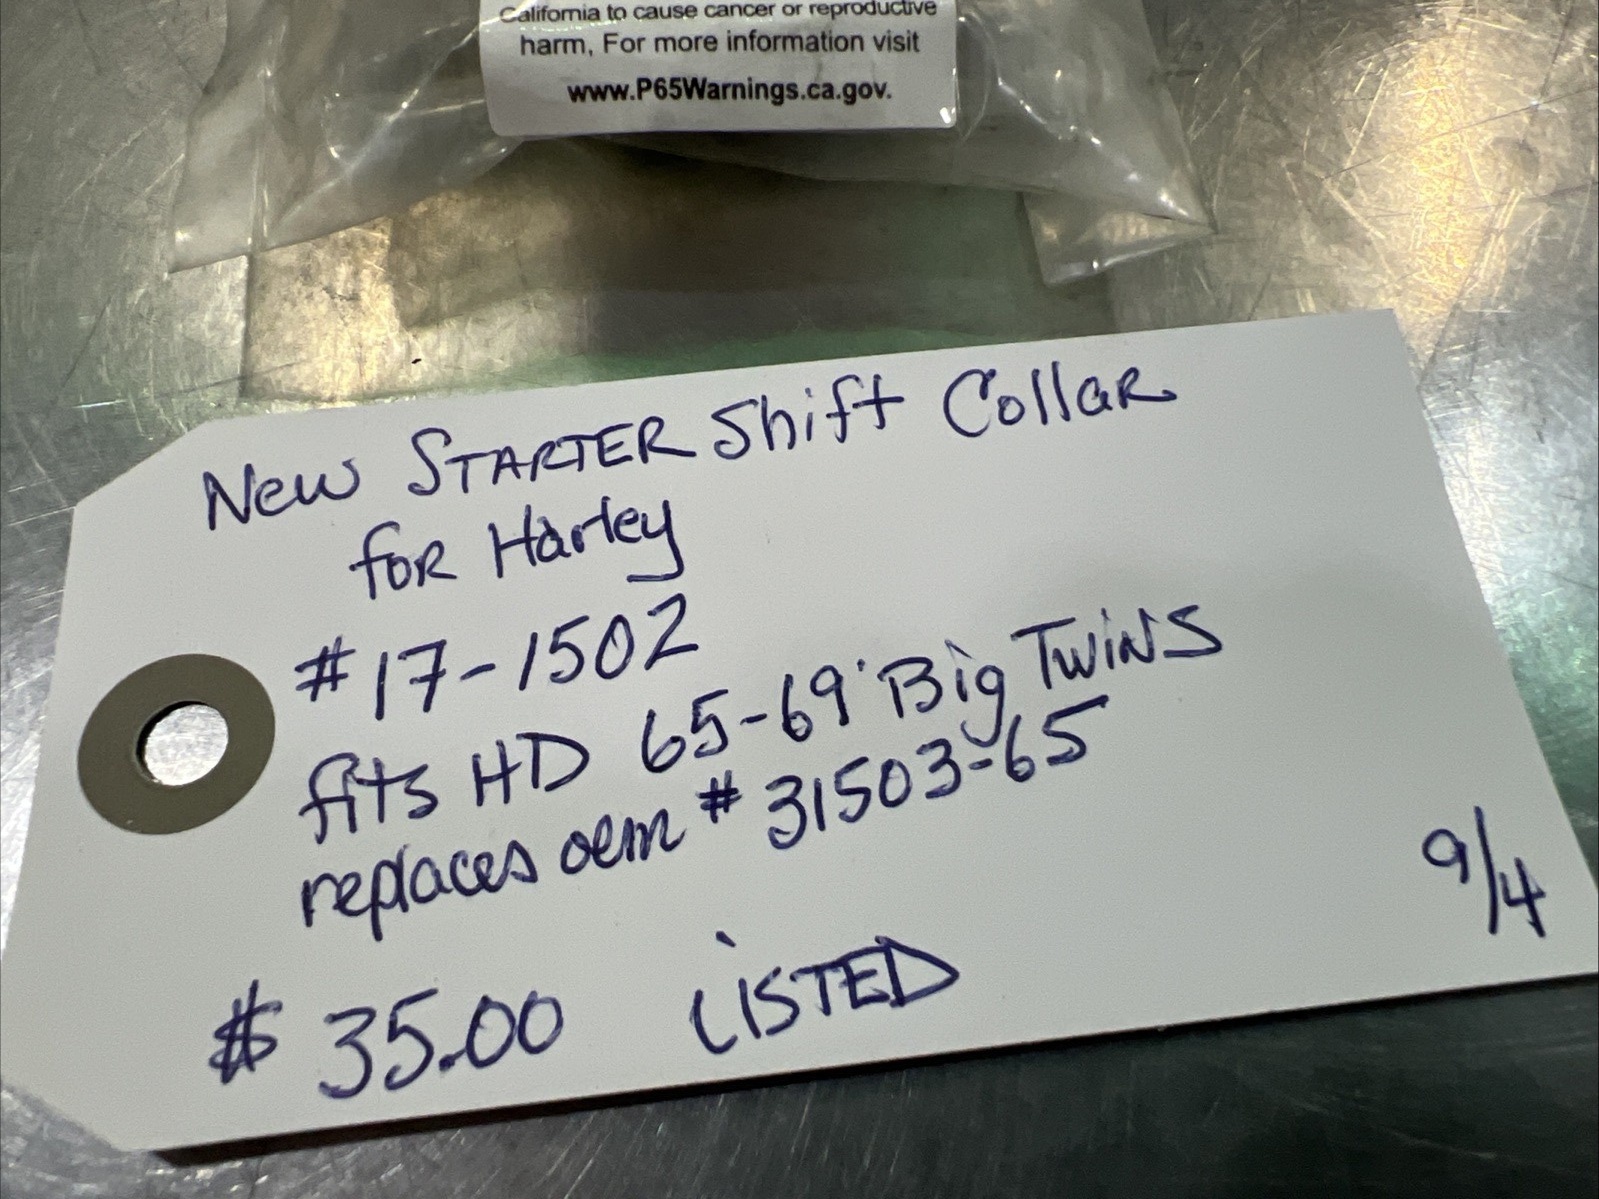 California to cause cancer or reproductive
harm, For more information visit
www.P65Warnings.ca.gov.
New STARTER Shift Collar
for Harley
#17-1502
fits HD 65-69' Big Twins
replaces oem # 31503-65
9/4
$ 35.00 LISTED